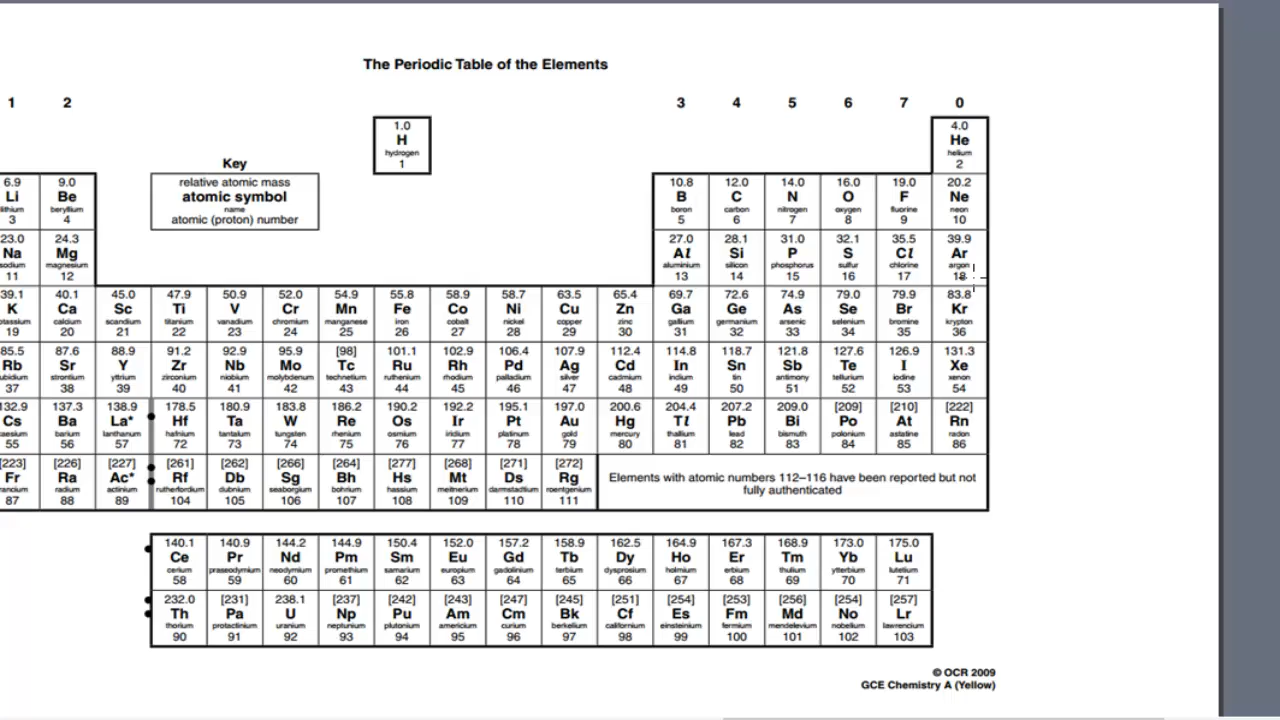 The Periodic Table of the Elements
1 2 3 4 5 6 7 0
1.0 4.0
H He
hydrogen helium
1 2
Key
6.9 9.0 relative atomic mass 10.8 12.0 14.0 16.0 19.0 20.2
Li Be atomic symbol B C N O F Ne
lithium beryllium name boron carbon nitrogen oxygen fluorine neon
3 4 atomic (proton) number 5 6 7 8 9 10
23.0 24.3 27.0 28.1 31.0 32.1 35.5 39.9
Na Mg Al Si P S Cl Ar
sodium magnesium aluminium silicon phosphorus sulfur chlorine argon
11 12 13 14 15 16 17 18
39.1 40.1 45.0 47.9 50.9 52.0 54.9 55.8 58.9 58.7 63.5 65.4 69.7 72.6 74.9 79.0 79.9 83.8
K Ca Sc Ti V Cr Mn Fe Co Ni Cu Zn Ga Ge As Se Br Kr
otassium calcium scandium titanium vanadium chromium manganese iron cobalt nickel copper zinc gallium germanium arsenic selenium bromine krypton
19 20 21 22 23 24 25 26 27 28 29 30 31 32 33 34 35 36
85.5 87.6 88.9 91.2 92.9 95.9 [98] 101.1 102.9 106.4 107.9 112.4 114.8 118.7 121.8 127.6 126.9 131.3
Rb Sr Y Zr Nb Mo Tc Ru Rh Pd Ag Cd In Sn Sb Te I Xe
ubidium strontium yttrium zirconium niobium molybdenum technetium ruthenium rhodium palladium silver cadmium indium tin antimony tellurium iodine xenon
37 38 39 40 41 42 43 44 45 46 47 48 49 50 51 52 53 54
132.9 137.3 138.9 178.5 180.9 183.8 186.2 190.2 192.2 195.1 197.0 200.6 204.4 207.2 209.0 [209] [210] [222]
Cs Ba La* Hf Ta W Re Os Ir Pt Au Hg Tl Pb Bi Po At Rn
caesium barium lanthanum hafnium tantalum tungsten rhenium osmium iridium platinum gold mercury thallium lead bismuth polonium astatine radon
55 56 57 72 73 74 75 76 77 78 79 80 81 82 83 84 85 86
[223] [226] [227] [261] [262] [266] [264] [277] [268] [271] [272]
Fr Ra Ac* Rf Db Sg Bh Hs Mt Ds Rg Elements with atomic numbers 112–116 have been reported but not
fully authenticated
rancium radium actinium rutherfordium dubnium seaborgium bohrium hassium meitnerium darmstadtium roentgenium
87 88 89 104 105 106 107 108 109 110 111
140.1 140.9 144.2 144.9 150.4 152.0 157.2 158.9 162.5 164.9 167.3 168.9 173.0 175.0
Ce Pr Nd Pm Sm Eu Gd Tb Dy Ho Er Tm Yb Lu
cerium praseodymium neodymium promethium samarium europium gadolinium terbium dysprosium holmium erbium thulium ytterbium lutetium
58 59 60 61 62 63 64 65 66 67 68 69 70 71
232.0 [231] 238.1 [237] [242] [243] [247] [245] [251] [254] [253] [256] [254] [257]
Th Pa U Np Pu Am Cm Bk Cf Es Fm Md No Lr
thorium protactinium uranium neptunium plutonium americium curium berkelium californium einsteinium fermium mendelevium nobelium lawrencium
90 91 92 93 94 95 96 97 98 99 100 101 102 103
© OCR 2009
GCE Chemistry A (Yellow)